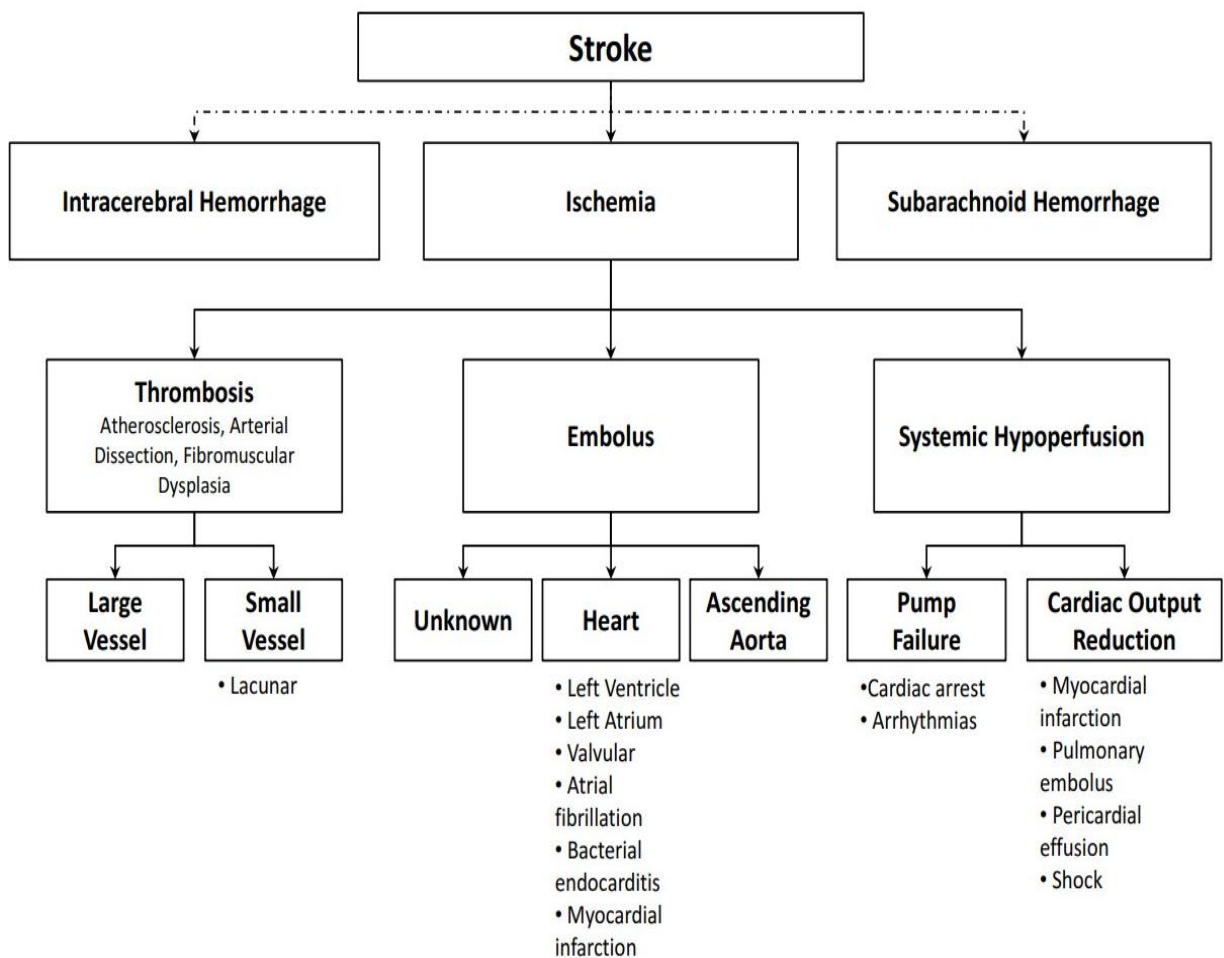 Stroke
Intracerebral Hemorrhage
Ischemia
Subarachnoid Hemorrhage
Thrombosis
Atherosclerosis, Arterial
Dissection, Fibromuscular
Dysplasia
Embolus
Systemic Hypoperfusion
Large
Vessel
Small
Vessel
• Lacunar
Unknown
Heart
• Left Ventricle
• Left Atrium
• Valvular
• Atrial
fibrillation
• Bacterial
endocarditis
• Myocardial
infarction
Ascending
Aorta
Pump
Failure
•Cardiac arrest
• Arrhythmias
Cardiac Output
Reduction
• Myocardial
infarction
• Pulmonary
embolus
• Pericardial
effusion
• Shock